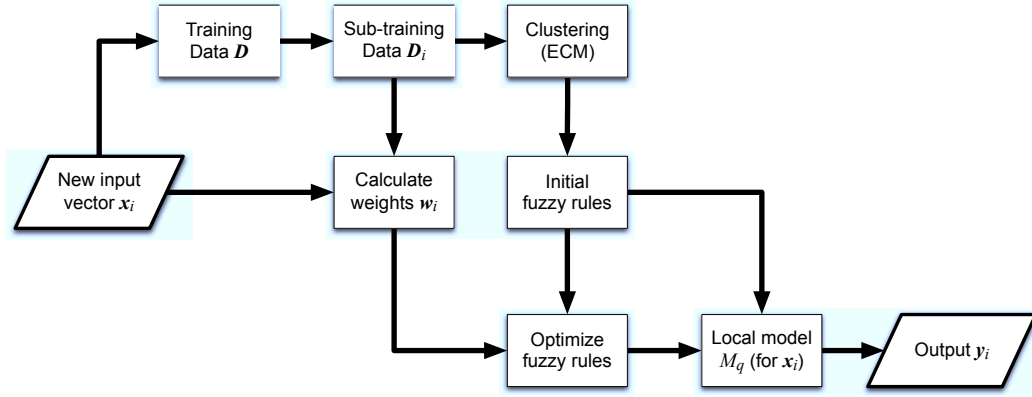 Training
Data D
Sub-training
Data Di
Clustering
(ECM)
New input
vector xi
Calculate
weights wi
Initial
fuzzy rules
Optimize
fuzzy rules
Local model
Mq (for xi)
Output yi